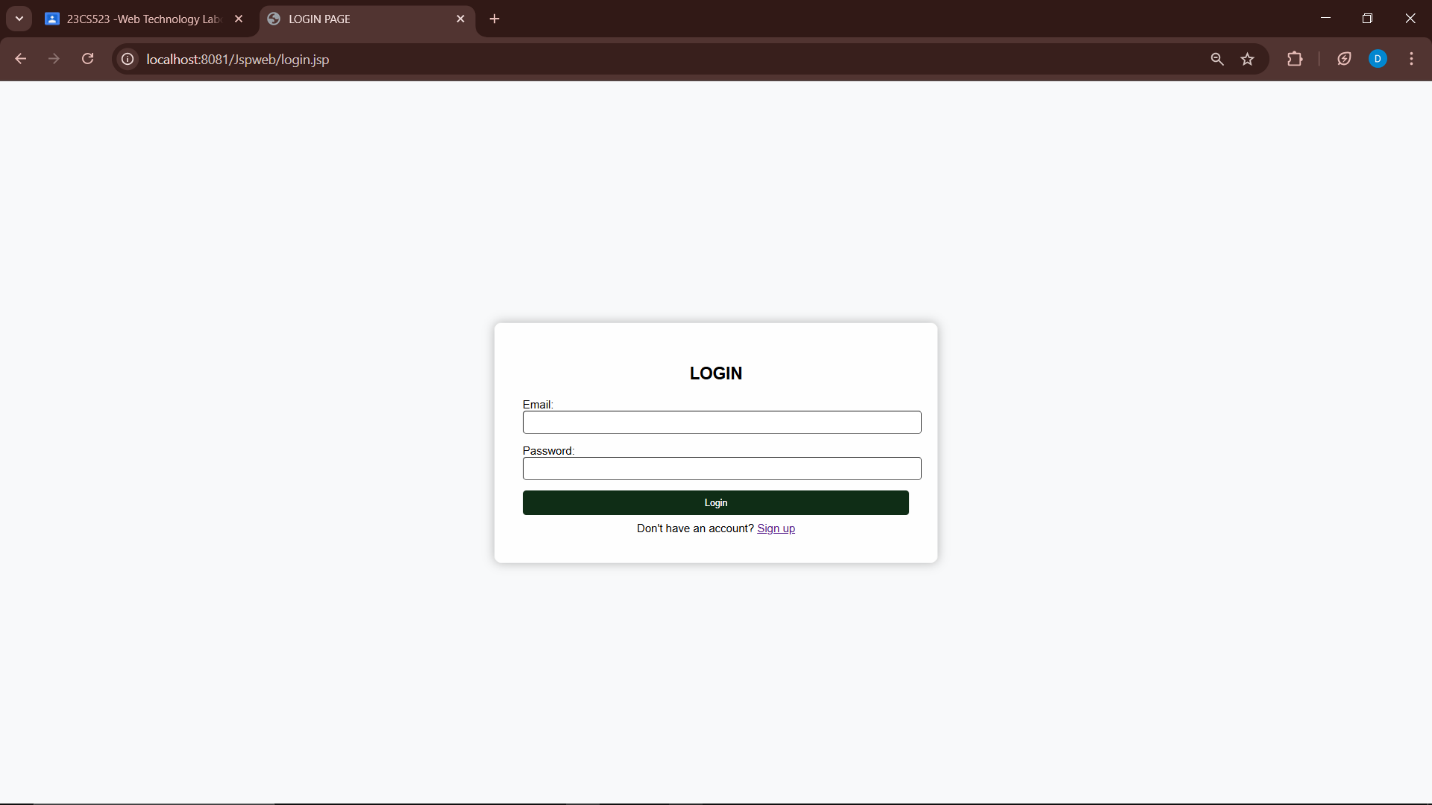 23CS523 -Web Technology Lab
LOGIN PAGE
localhost:8081/Jspweb/login.jsp
D
LOGIN
Email:
Password:
Login
Don't have an account? Sign up